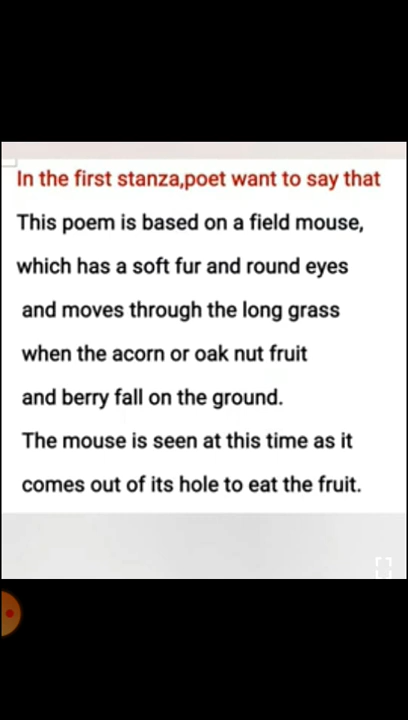 In the first stanza,poet want to say that
This poem is based on a field mouse,
which has a soft fur and round eyes
and moves through the long grass
when the acorn or oak nut fruit
and berry fall on the ground.
The mouse is seen at this time as it
comes out of its hole to eat the fruit.